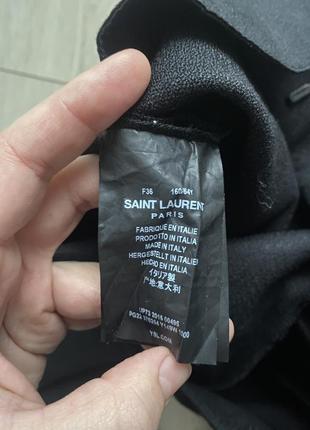 F36 160/84Y
SAINT LAURENT
PARIS
FABRIQUE EN ITALIE
PRODOTTO IN ITALIA
MADE IN ITALY
HERGESTELLT IN ITALIEN
HECHO EN ITALIA
イタリア製
产地:意大利
YSL.COM